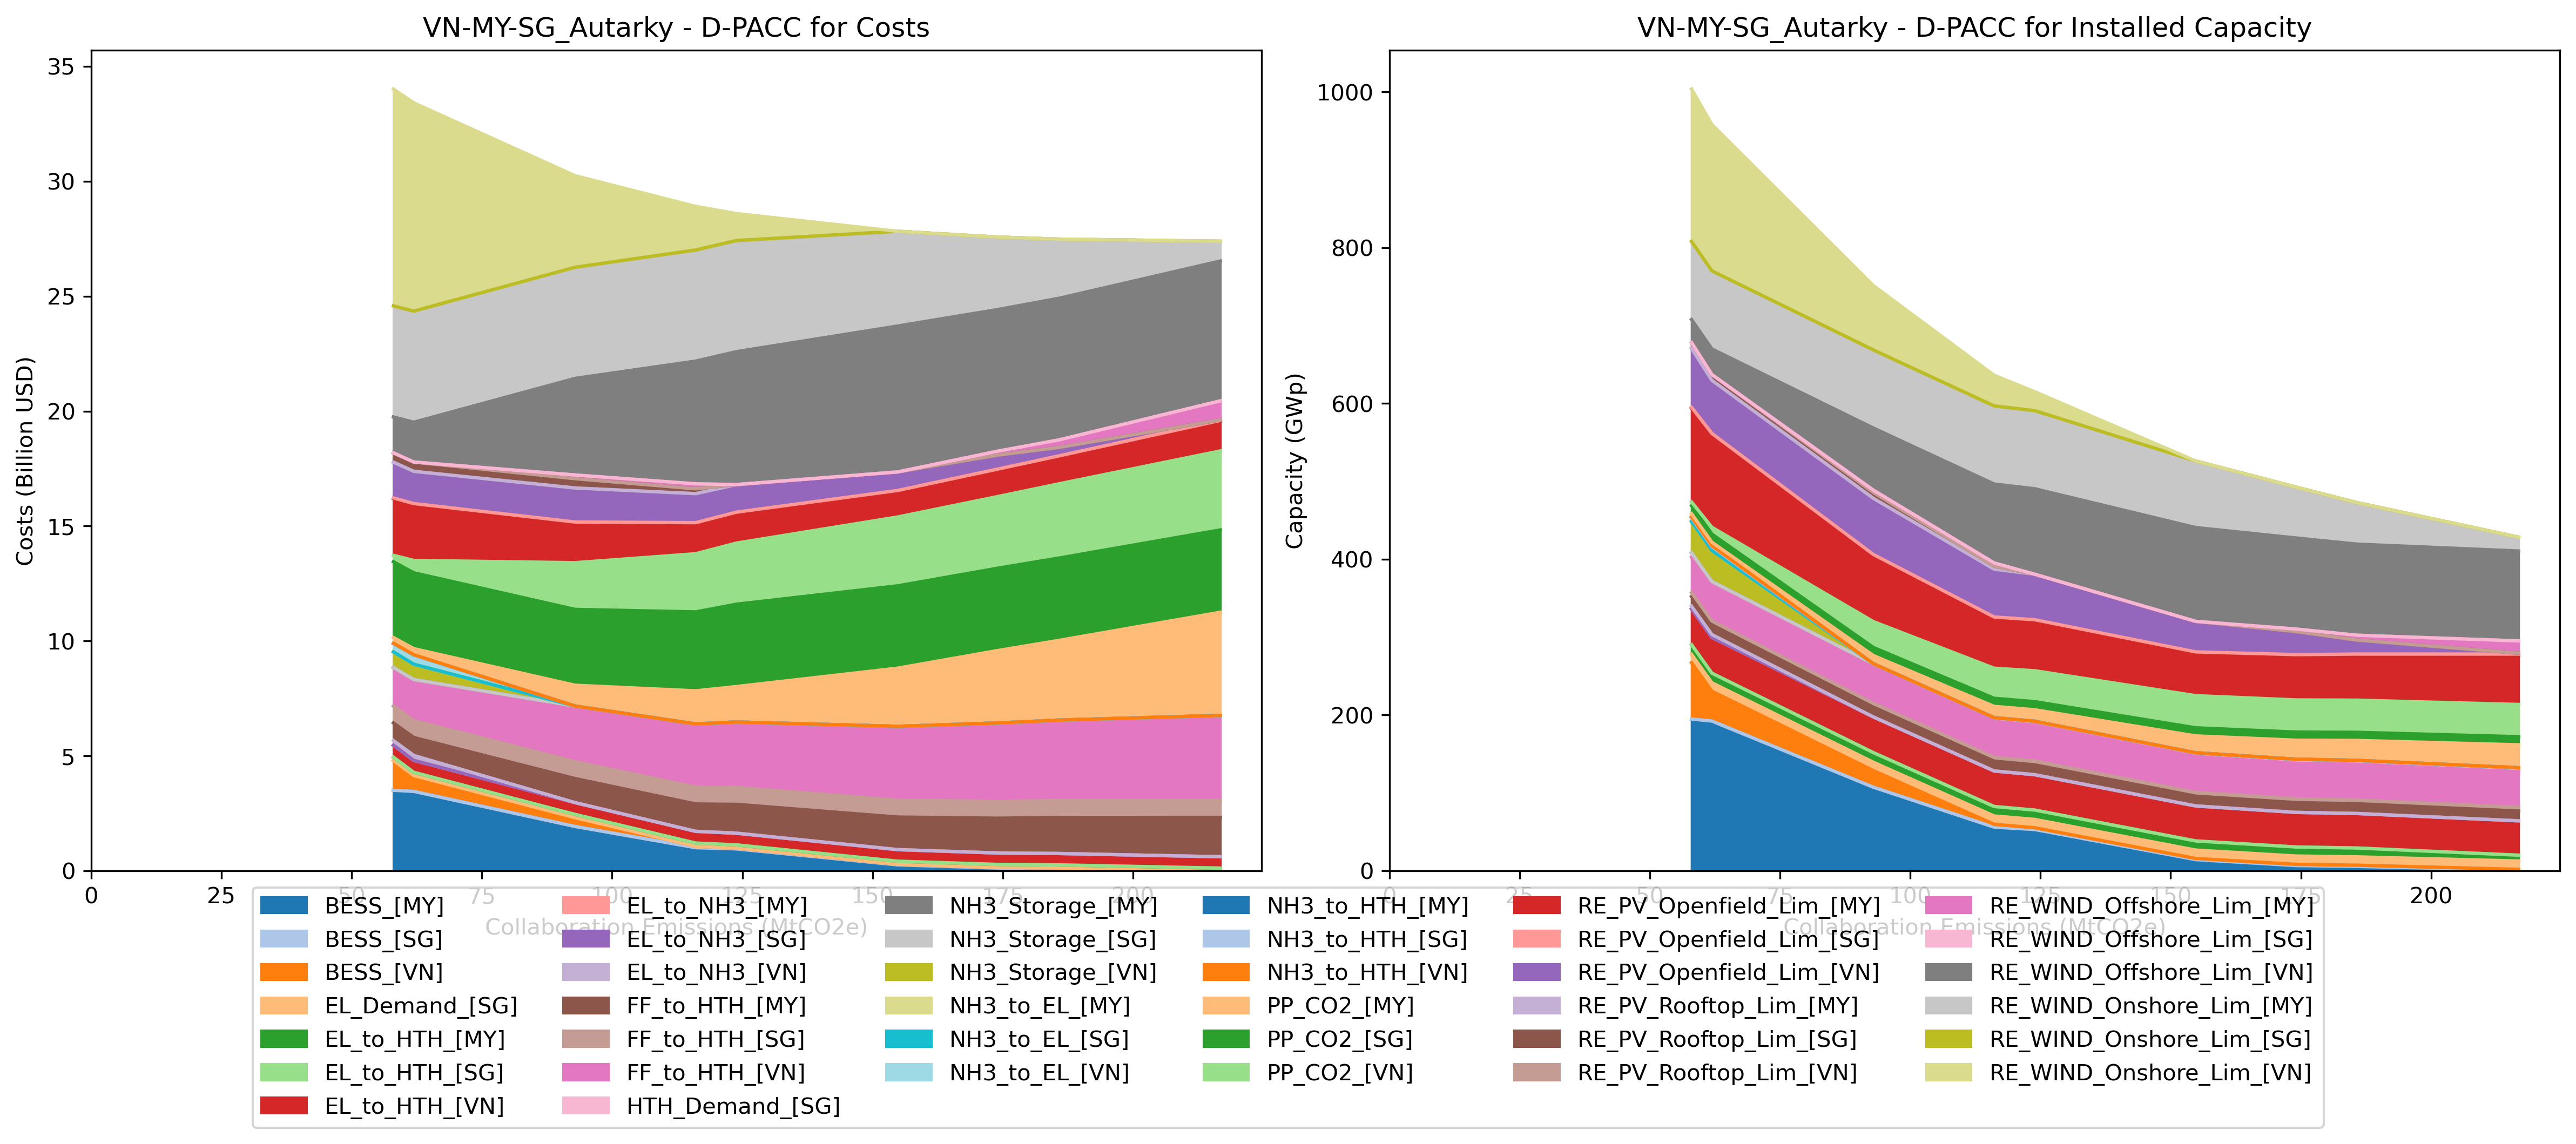 VN-MY-SG_Autarky - D-PACC for Costs
35
30
25
20
15
10
5
0
Costs (Billion USD)
0 25 50 75 100 125 150 175 200
Collaboration Emissions (MtCO2e)
VN-MY-SG_Autarky - D-PACC for Installed Capacity
1000
800
600
400
200
0
Capacity (GWp)
0 25 50 75 100 125 150 175 200
Collaboration Emissions (MtCO2e)
BESS_[MY]
BESS_[SG]
BESS_[VN]
EL_Demand_[SG]
EL_to_HTH_[MY]
EL_to_HTH_[SG]
EL_to_HTH_[VN]
EL_to_NH3_[MY]
EL_to_NH3_[SG]
EL_to_NH3_[VN]
FF_to_HTH_[MY]
FF_to_HTH_[SG]
FF_to_HTH_[VN]
HTH_Demand_[SG]
NH3_Storage_[MY]
NH3_Storage_[SG]
NH3_Storage_[VN]
NH3_to_EL_[MY]
NH3_to_EL_[SG]
NH3_to_EL_[VN]
NH3_to_HTH_[MY]
NH3_to_HTH_[SG]
NH3_to_HTH_[VN]
PP_CO2_[MY]
PP_CO2_[SG]
PP_CO2_[VN]
RE_PV_Openfield_Lim_[MY]
RE_PV_Openfield_Lim_[SG]
RE_PV_Openfield_Lim_[VN]
RE_PV_Rooftop_Lim_[MY]
RE_PV_Rooftop_Lim_[SG]
RE_PV_Rooftop_Lim_[VN]
RE_WIND_Offshore_Lim_[MY]
RE_WIND_Offshore_Lim_[SG]
RE_WIND_Offshore_Lim_[VN]
RE_WIND_Onshore_Lim_[MY]
RE_WIND_Onshore_Lim_[SG]
RE_WIND_Onshore_Lim_[VN]